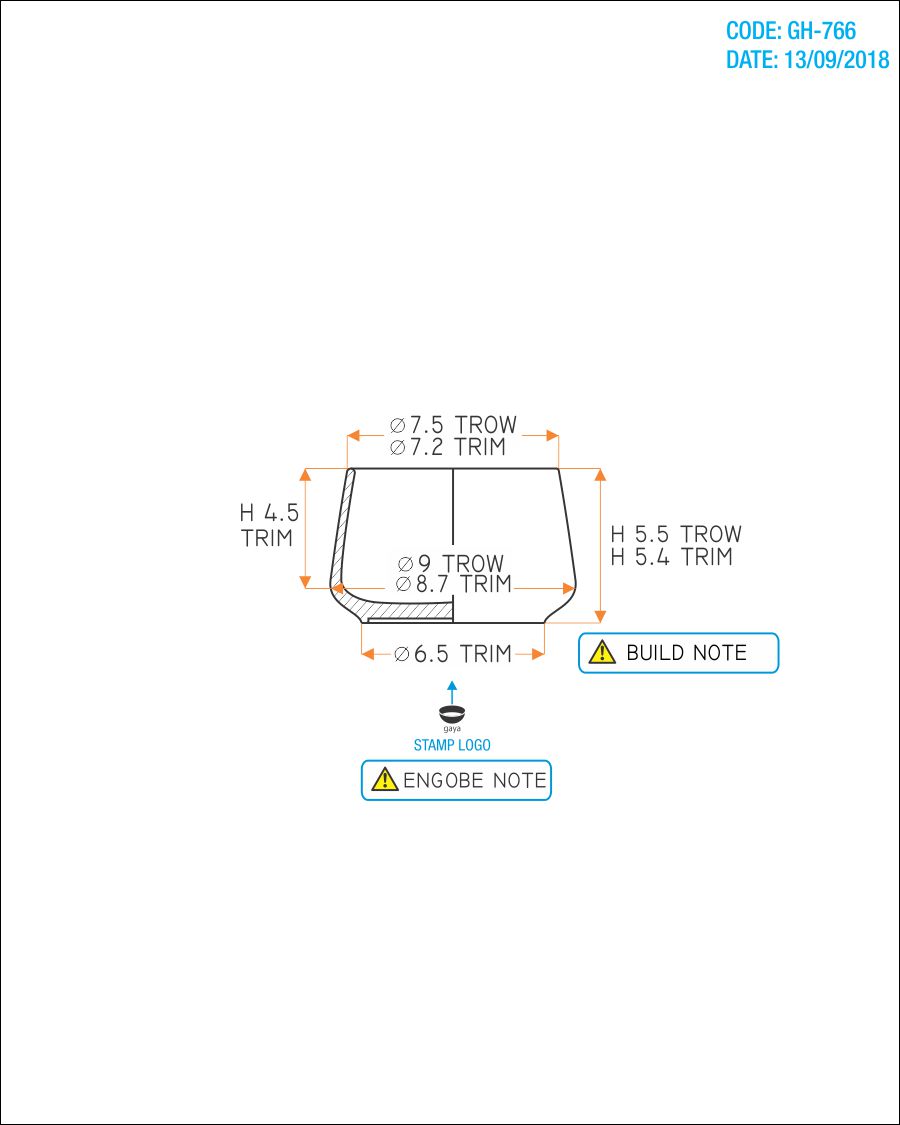 CODE: GH-766
DATE: 13/09/2018
⌀7.5 TROW
⌀7.2 TRIM
H 4.5
TRIM
H 5.5 TROW
H 5.4 TRIM
⌀9 TROW
⌀8.7 TRIM
⌀6.5 TRIM
BUILD NOTE
gaya
STAMP LOGO
ENGOBE NOTE